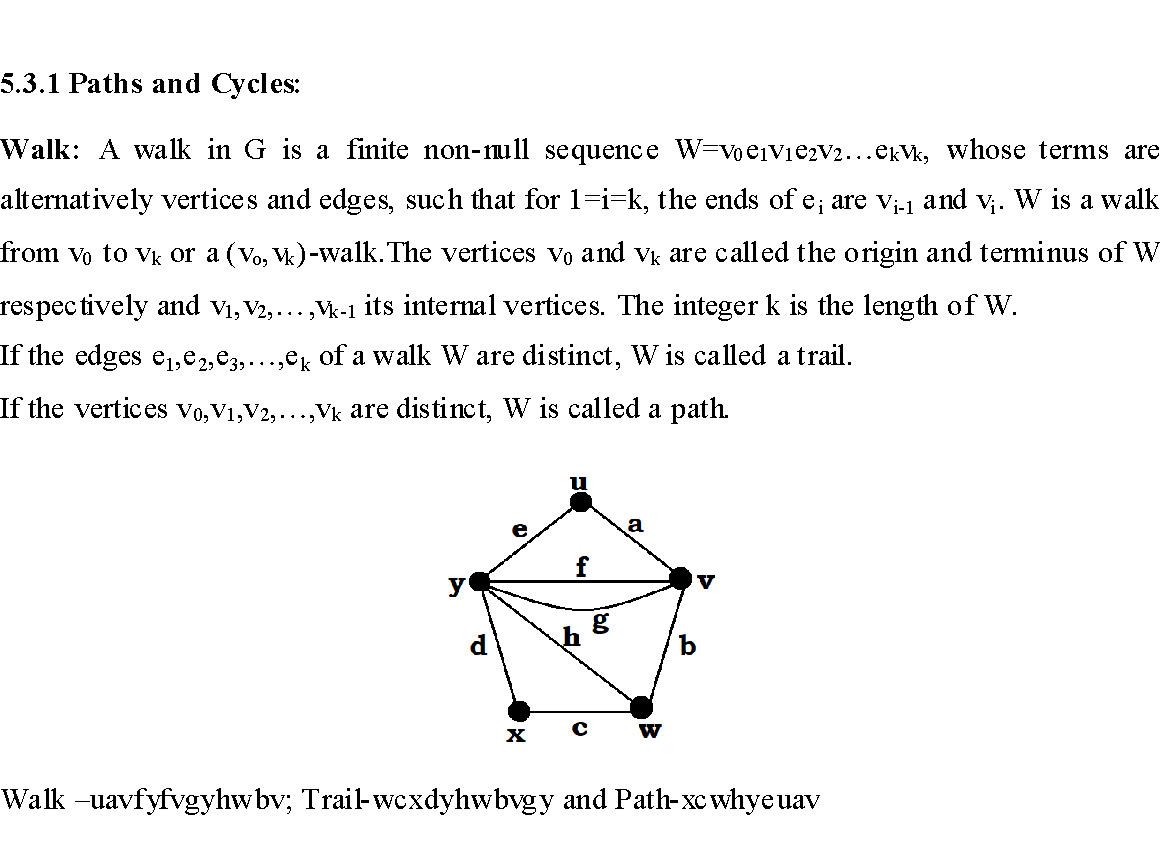 5.3.1 Paths and Cycles:
Walk: A walk in G is a finite non-null sequence W=v₀e₁v₁e₂v₂…eₖvₖ, whose terms are
alternatively vertices and edges, such that for 1=i=k, the ends of eᵢ are vᵢ₋₁ and vᵢ. W is a walk
from v₀ to vₖ or a (vₒ,vₖ)-walk.The vertices v₀ and vₖ are called the origin and terminus of W
respectively and v₁,v₂,…,vₖ₋₁ its internal vertices. The integer k is the length of W.
If the edges e₁,e₂,e₃,…,eₖ of a walk W are distinct, W is called a trail.
If the vertices v₀,v₁,v₂,…,vₖ are distinct, W is called a path.
u
e
a
f
y
v
g
h
d
b
x
c
w
Walk –uavfyfvgyhwbv; Trail-wcxdyhwbvgy and Path-xcwhyeuav